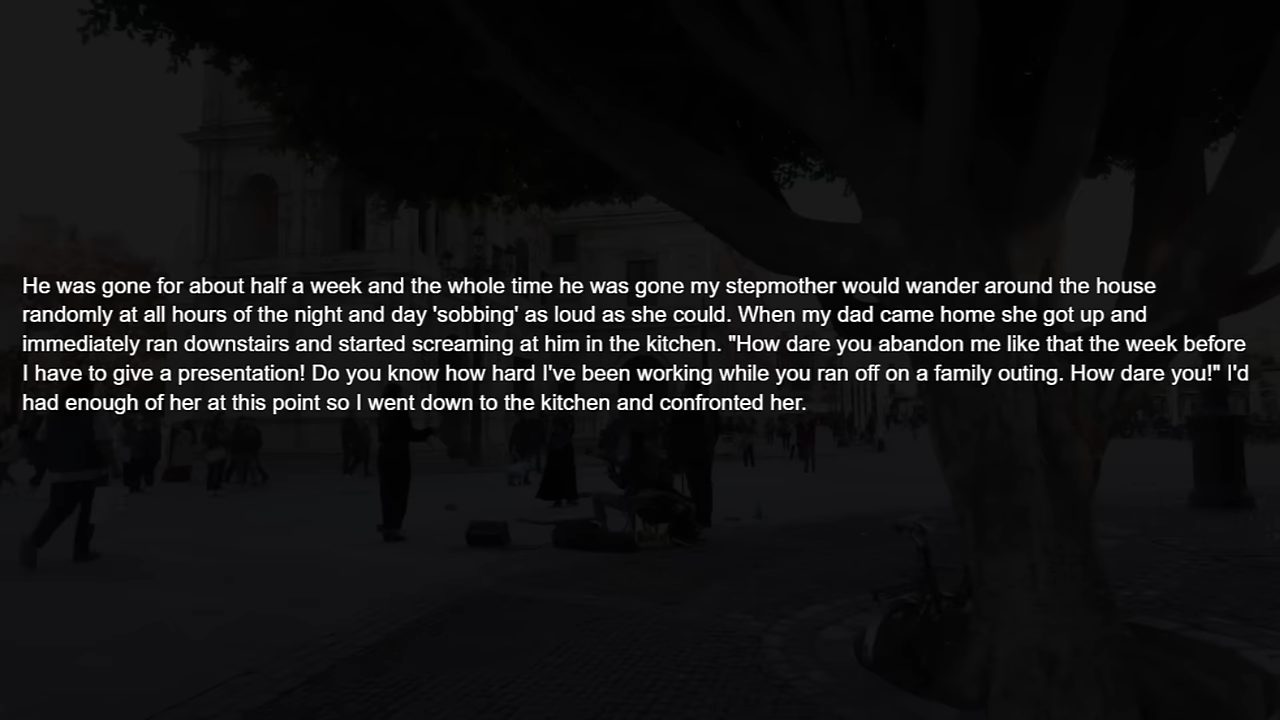 He was gone for about half a week and the whole time he was gone my stepmother would wander around the house
randomly at all hours of the night and day 'sobbing' as loud as she could. When my dad came home she got up and
immediately ran downstairs and started screaming at him in the kitchen. "How dare you abandon me like that the week before
I have to give a presentation! Do you know how hard I've been working while you ran off on a family outing. How dare you!" I'd
had enough of her at this point so I went down to the kitchen and confronted her.